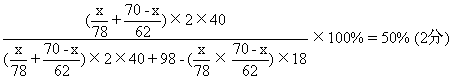 (x/78 + 70-x/62)×2×40
(x/78 + 70-x/62)×2×40+98-(x/78 × 70-x/62)×18 ×100%=50% (2分)